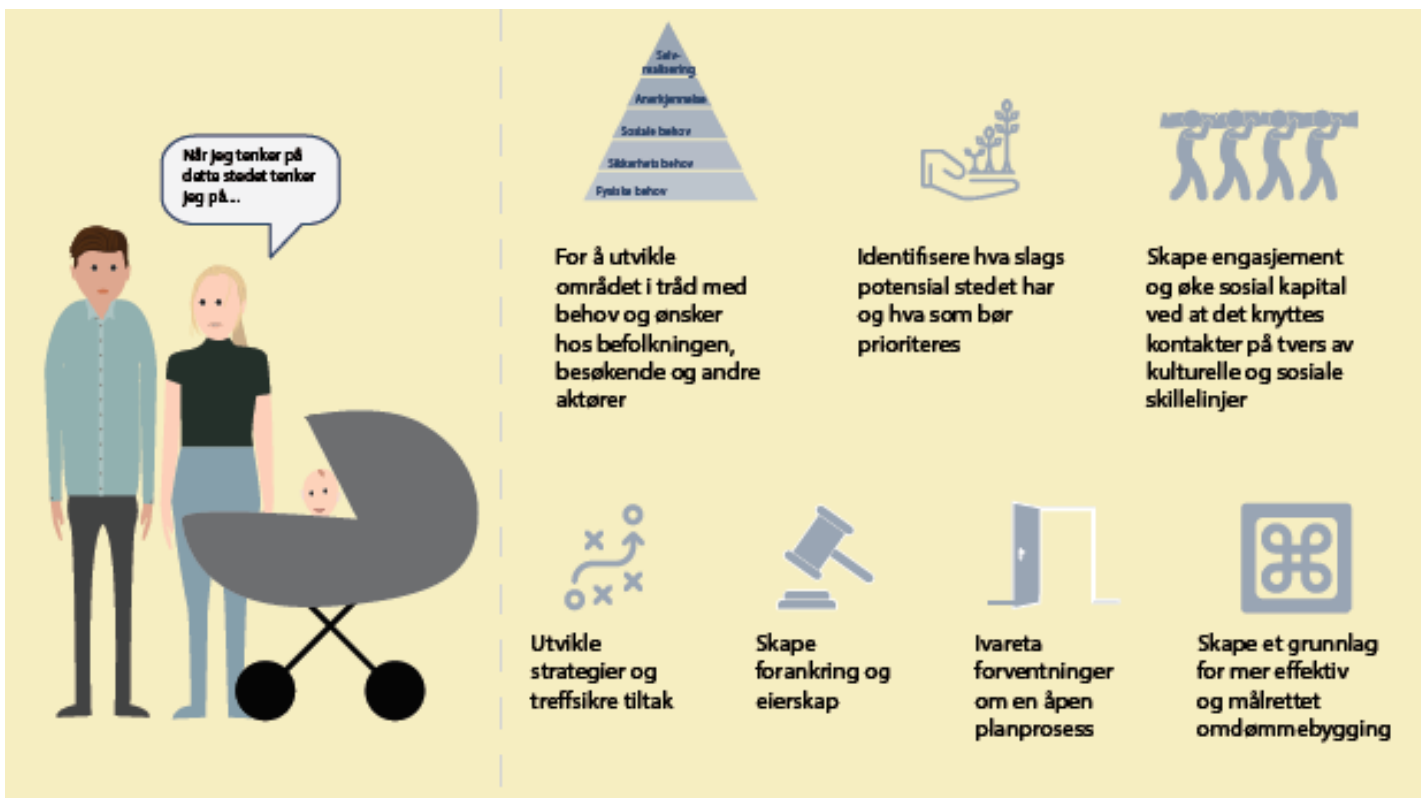 Når jeg tenker på
dette stedet tenker
jeg på...
Selv-
realisering
Anerkjennelse
Sosiale behov
Sikkerhets behov
Fysiske behov
For å utvikle
området i tråd med
behov og ønsker
hos befolkningen,
besøkende og andre
aktører
Identifisere hva slags
potensial stedet har
og hva som bør
prioriteres
Skape engasjement
og øke sosial kapital
ved at det knyttes
kontakter på tvers av
kulturelle og sosiale
skillelinjer
Utvikle
strategier og
treffsikre tiltak
Skape
forankring og
eierskap
Ivareta
forventninger
om en åpen
planprosess
Skape et grunnlag
for mer effektiv
og målrettet
omdømmebygging